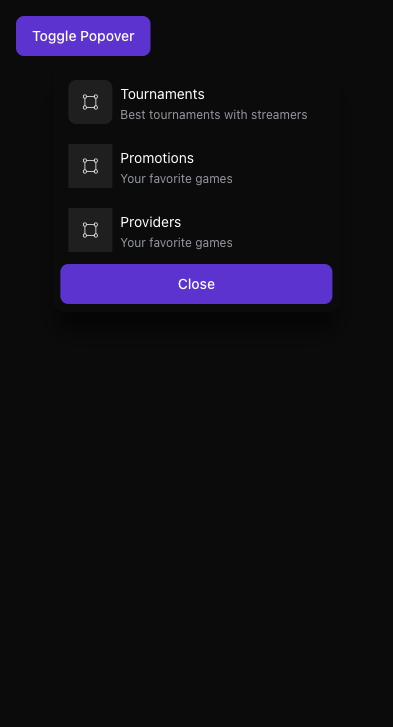 Toggle Popover
Tournaments
Best tournaments with streamers
Promotions
Your favorite games
Providers
Your favorite games
Close